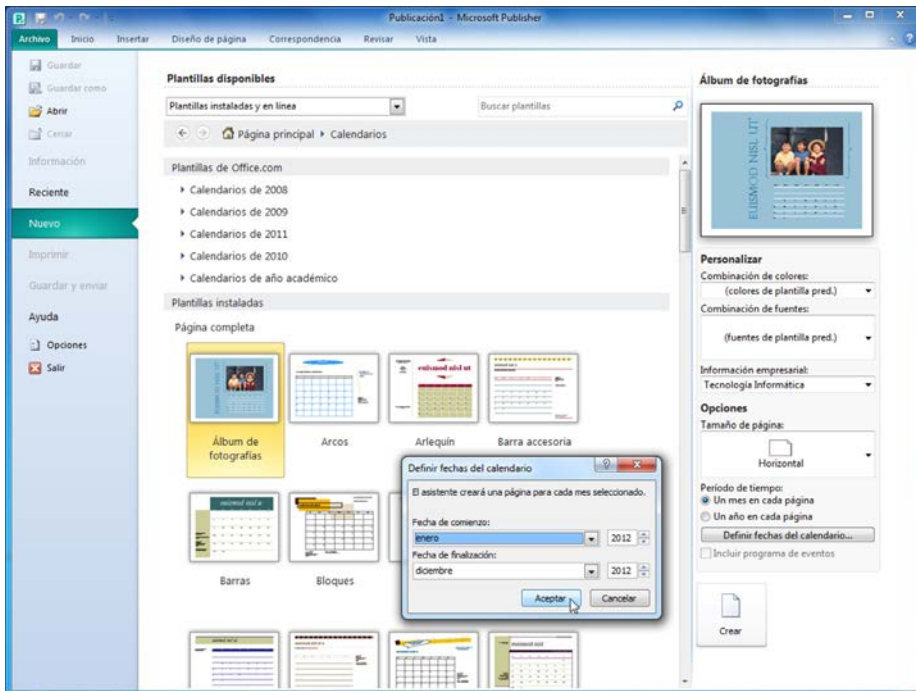 Publicación1 - Microsoft Publisher
Archivo Inicio Insertar Diseño de página Correspondencia Revisar Vista
Guardar
Guardar como
Abrir
Cerrar
Información
Reciente
Nuevo
Imprimir
Guardar y enviar
Ayuda
Opciones
Salir
Plantillas disponibles
Plantillas instaladas y en línea
Buscar plantillas
Página principal Calendarios
Plantillas de Office.com
Calendarios de 2008
Calendarios de 2009
Calendarios de 2011
Calendarios de 2010
Calendarios de año académico
Plantillas instaladas
Página completa
euismod nisl ut
Álbum de
fotografías
Arcos
Arlequín
Barra accesoria
Barras
Bloques
Definir fechas del calendario
El asistente creará una página para cada mes seleccionado.
Fecha de comienzo:
enero 2012
Fecha de finalización:
diciembre 2012
Aceptar Cancelar
Álbum de fotografías
EUISMOD NISL UT
Personalizar
Combinación de colores:
(colores de plantilla pred.)
Combinación de fuentes:
(fuentes de plantilla pred.)
Información empresarial:
Tecnología Informática
Opciones
Tamaño de página:
Horizontal
Período de tiempo:
Un mes en cada página
Un año en cada página
Definir fechas del calendario...
Incluir programa de eventos
Crear